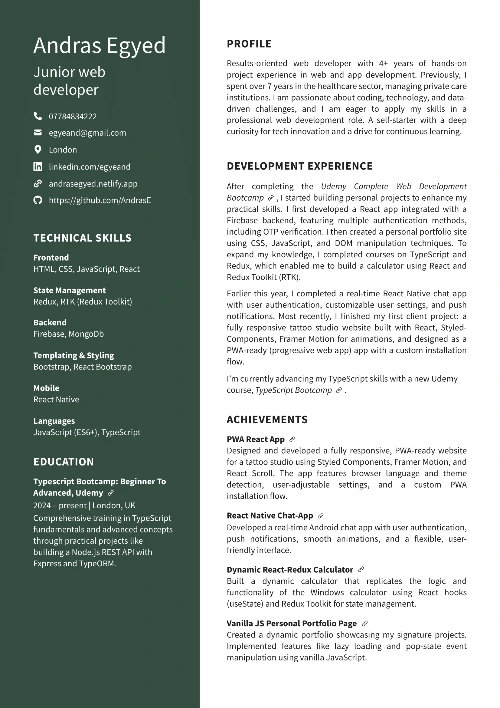 Andras Egyed
Junior web
developer
07784834222
egyeand@gmail.com
London
linkedin.com/egyeand
andrasegyed.netlify.app
https://github.com/AndrasE
TECHNICAL SKILLS
Frontend
HTML, CSS, JavaScript, React
State Management
Redux, RTK (Redux Toolkit)
Backend
Firebase, MongoDb
Templating & Styling
Bootstrap, React Bootstrap
Mobile
React Native
Languages
JavaScript (ES6+), TypeScript
EDUCATION
Typescript Bootcamp: Beginner To
Advanced, Udemy
2024 – present | London, UK
Comprehensive training in TypeScript
fundamentals and advanced concepts
through practical projects like
building a Node.js REST API with
Express and TypeORM.
PROFILE
Results-oriented web developer with 4+ years of hands-on
project experience in web and app development. Previously, I
spent over 7 years in the healthcare sector, managing private care
institutions. I am passionate about coding, technology, and data-
driven challenges, and I am eager to apply my skills in a
professional web development role. A self-starter with a deep
curiosity for tech innovation and a drive for continuous learning.
DEVELOPMENT EXPERIENCE
After completing the Udemy Complete Web Development
Bootcamp , I started building personal projects to enhance my
practical skills. I first developed a React app integrated with a
Firebase backend, featuring multiple authentication methods,
including OTP verification. I then created a personal portfolio site
using CSS, JavaScript, and DOM manipulation techniques. To
expand my knowledge, I completed courses on TypeScript and
Redux, which enabled me to build a calculator using React and
Redux Toolkit (RTK).
Earlier this year, I completed a real-time React Native chat app
with user authentication, customizable user settings, and push
notifications. Most recently, I finished my first client project: a
fully responsive tattoo studio website built with React, Styled-
Components, Framer Motion for animations, and designed as a
PWA-ready (progressive web app) app with a custom installation
flow.
I'm currently advancing my TypeScript skills with a new Udemy
course, TypeScript Bootcamp .
ACHIEVEMENTS
PWA React App
Designed and developed a fully responsive, PWA-ready website
for a tattoo studio using Styled Components, Framer Motion, and
React Scroll. The app features browser language and theme
detection, user-adjustable settings, and a custom PWA
installation flow.
React Native Chat-App
Developed a real-time Android chat app with user authentication,
push notifications, smooth animations, and a flexible, user-
friendly interface.
Dynamic React-Redux Calculator
Built a dynamic calculator that replicates the logic and
functionality of the Windows calculator using React hooks
(useState) and Redux Toolkit for state management.
Vanilla JS Personal Portfolio Page
Created a dynamic portfolio showcasing my signature projects.
Implemented features like lazy loading and pop-state event
manipulation using vanilla JavaScript.